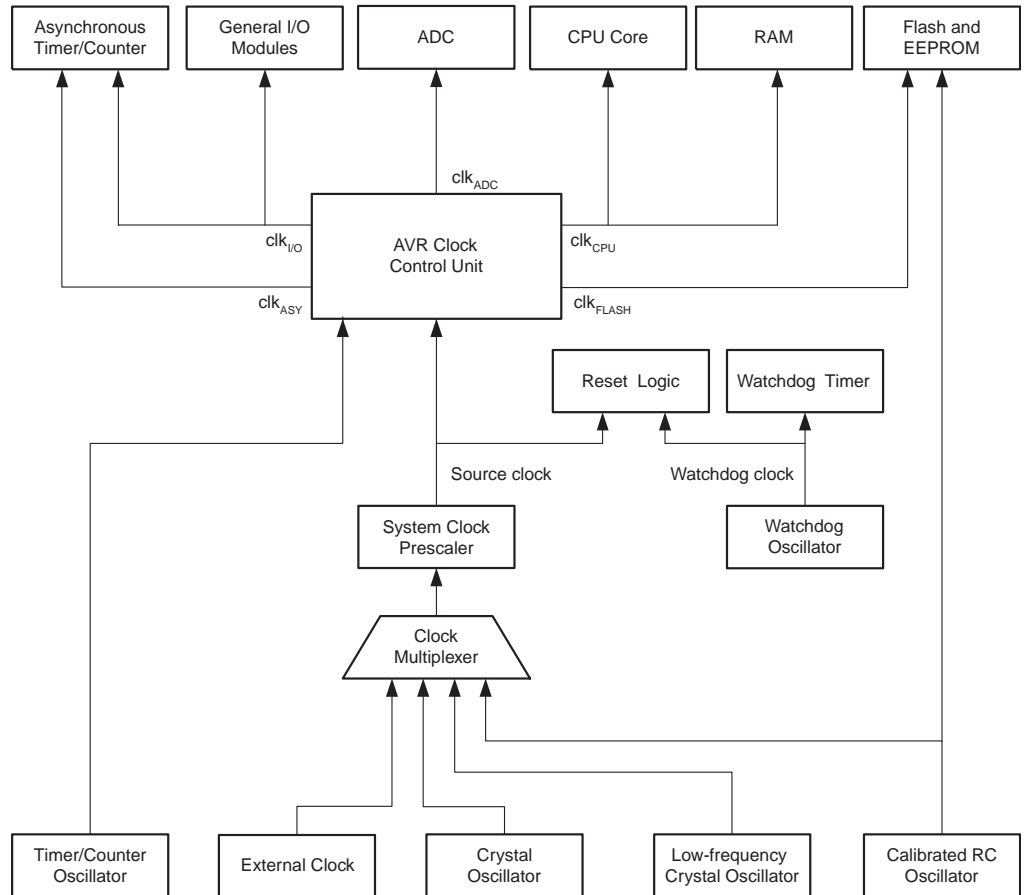 Asynchronous
Timer/Counter
General I/O
Modules
ADC
CPU Core
RAM
Flash and
EEPROM
clkADC
clkI/O
AVR Clock
Control Unit
clkCPU
clkASY
clkFLASH
Reset Logic
Watchdog Timer
Source clock
Watchdog clock
System Clock
Prescaler
Watchdog
Oscillator
Clock
Multiplexer
Timer/Counter
Oscillator
External Clock
Crystal
Oscillator
Low-frequency
Crystal Oscillator
Calibrated RC
Oscillator